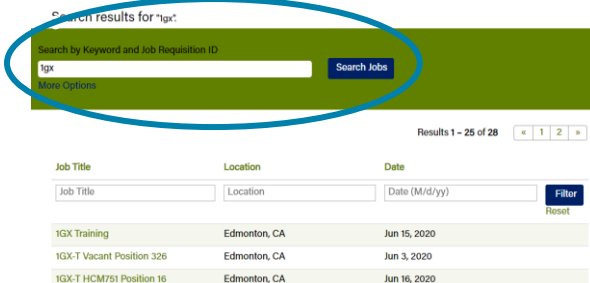 Search results for "1gx".
Search by Keyword and Job Requisition ID
1gx Search Jobs
More Options
Results 1 – 25 of 28 « 1 2 »
Job Title Location Date
Job Title Location Date (M/d/yy) Filter
Reset
1GX Training Edmonton, CA Jun 15, 2020
1GX-T Vacant Position 326 Edmonton, CA Jun 3, 2020
1GX-T HCM751 Position 16 Edmonton, CA Jun 16, 2020